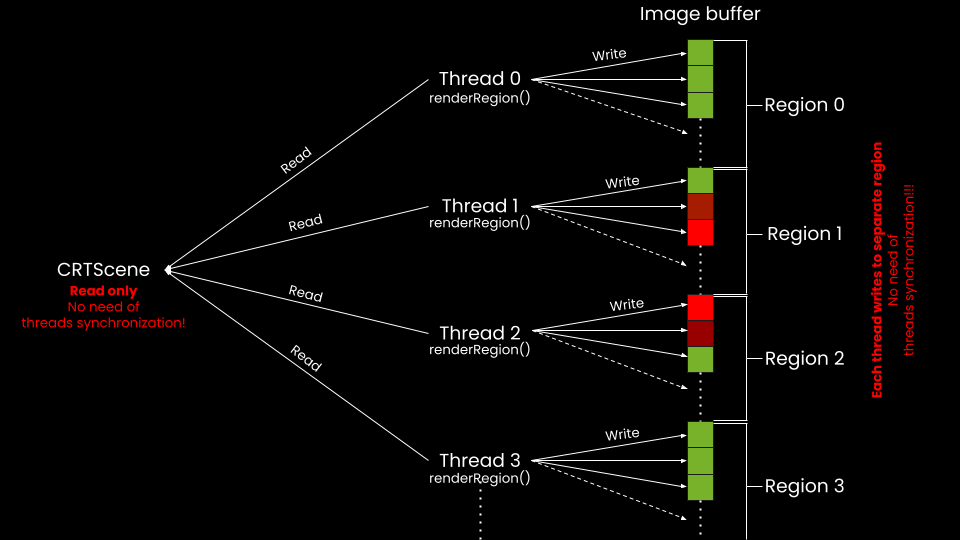 Image buffer
Write
Thread 0
renderRegion()
Region 0
Read
Write
Thread 1
renderRegion()
Region 1
Read
CRTScene
Read only
No need of
threads synchronization!
Read
Write
Thread 2
renderRegion()
Region 2
Read
Write
Thread 3
renderRegion()
Region 3
Each thread writes to separate region
No need of
threads synchronization!!!